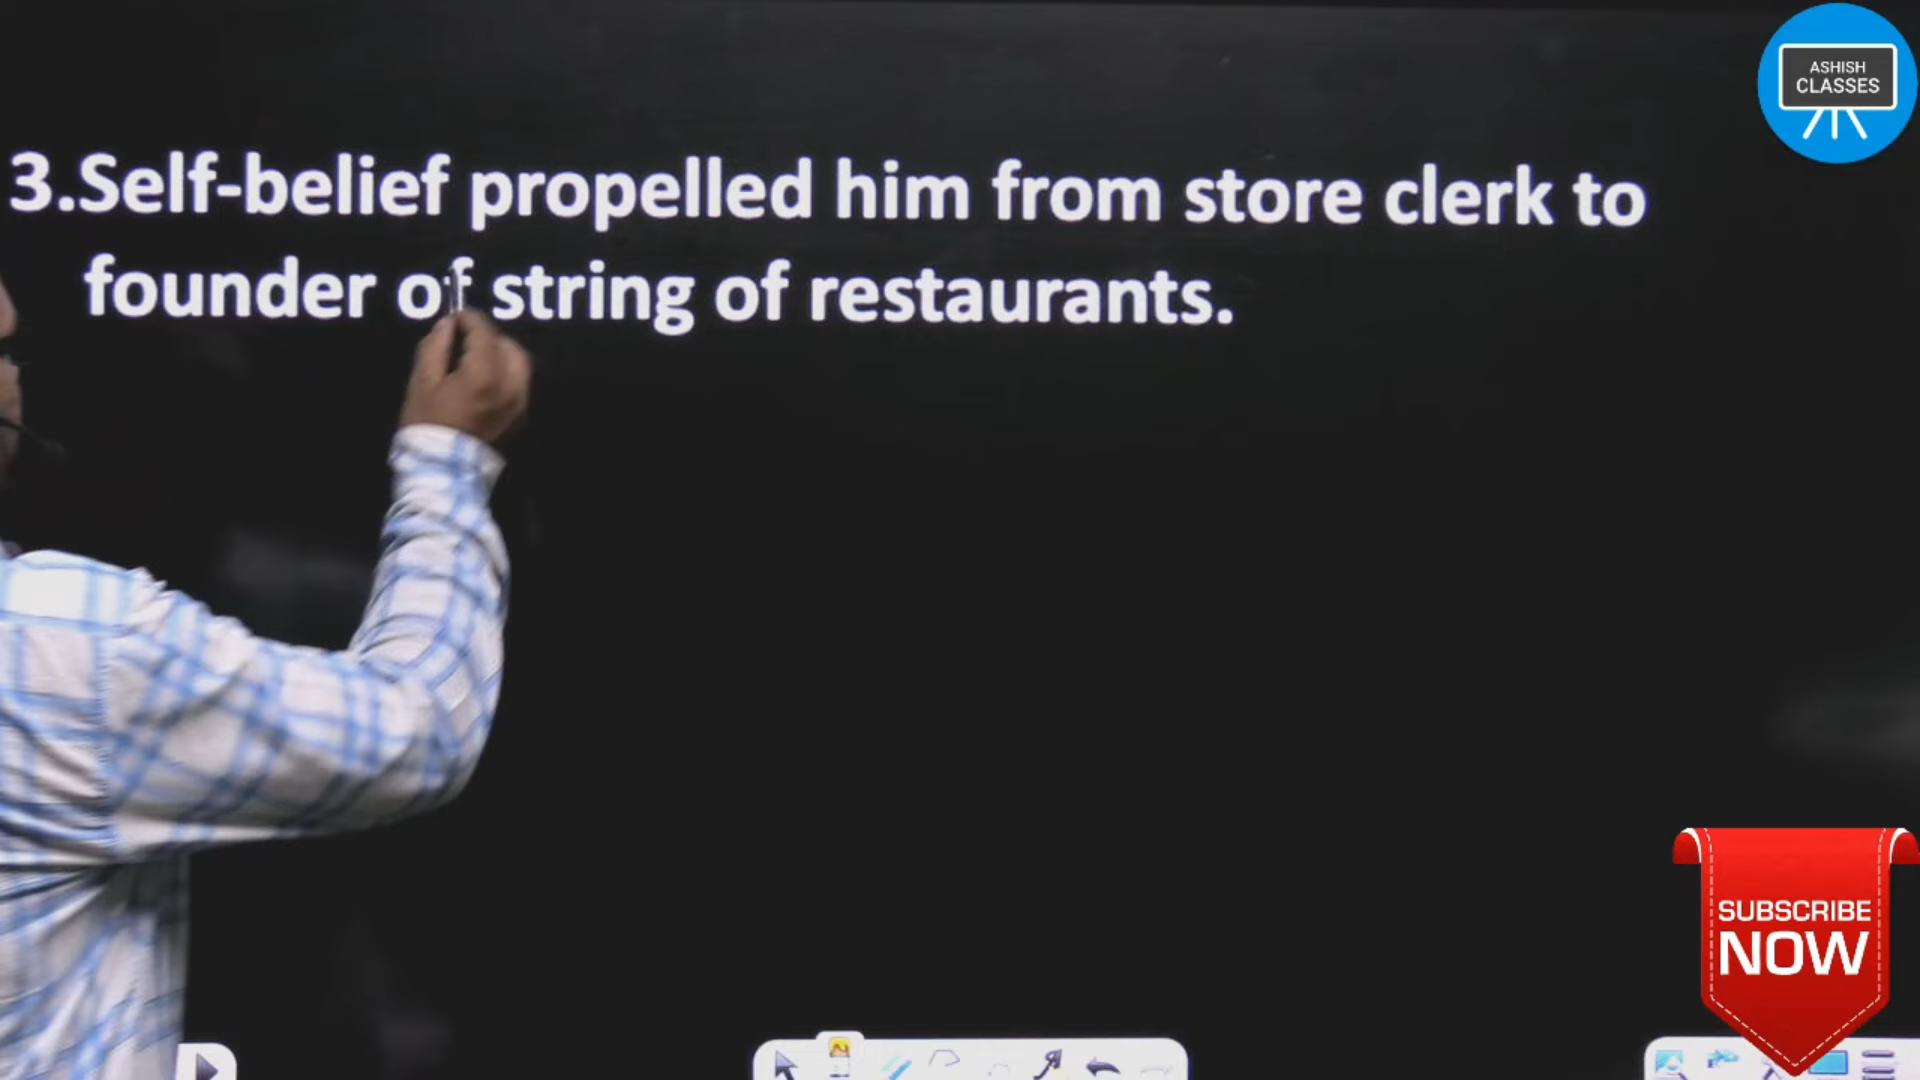 ASHISH
CLASSES
3.Self-belief propelled him from store clerk to
founder of string of restaurants.
SUBSCRIBE
NOW